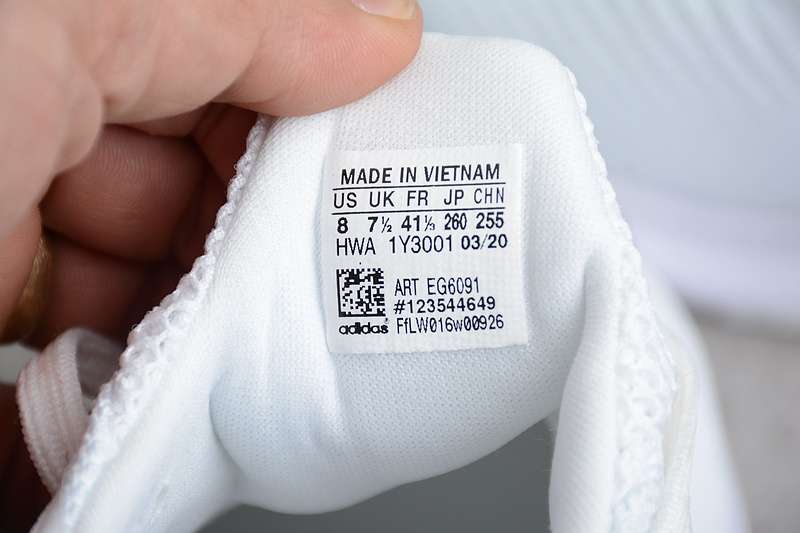 MADE IN VIETNAM
US UK FR JP CHN
8 7½ 41⅓ 260 255
HWA 1Y3001 03/20
ART EG6091
#123544649
adidas® FfLW016w00926